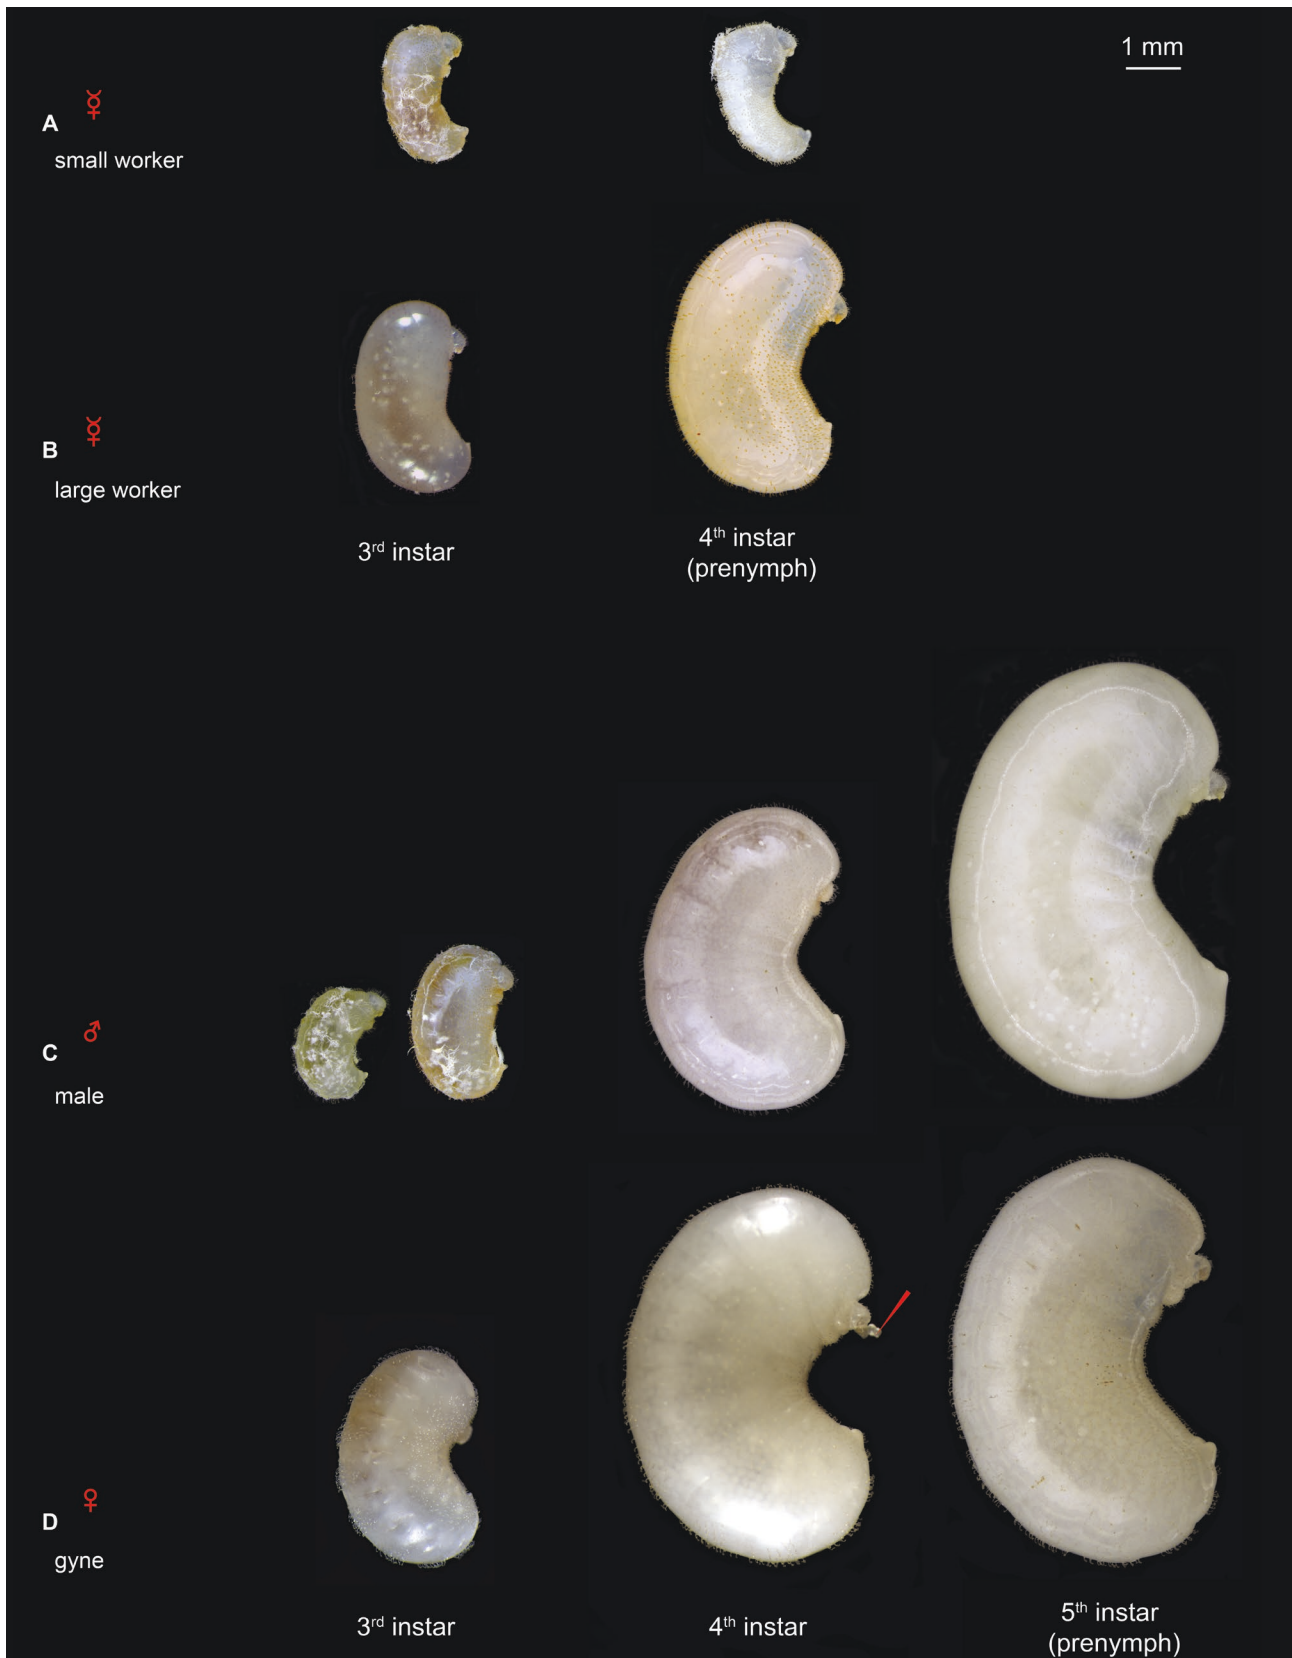 1 mm
A ☿
small worker
B ☿
large worker
3rd instar
4th instar
(prenymph)
C ♂
male
D ♀
gyne
3rd instar
4th instar
5th instar
(prenymph)